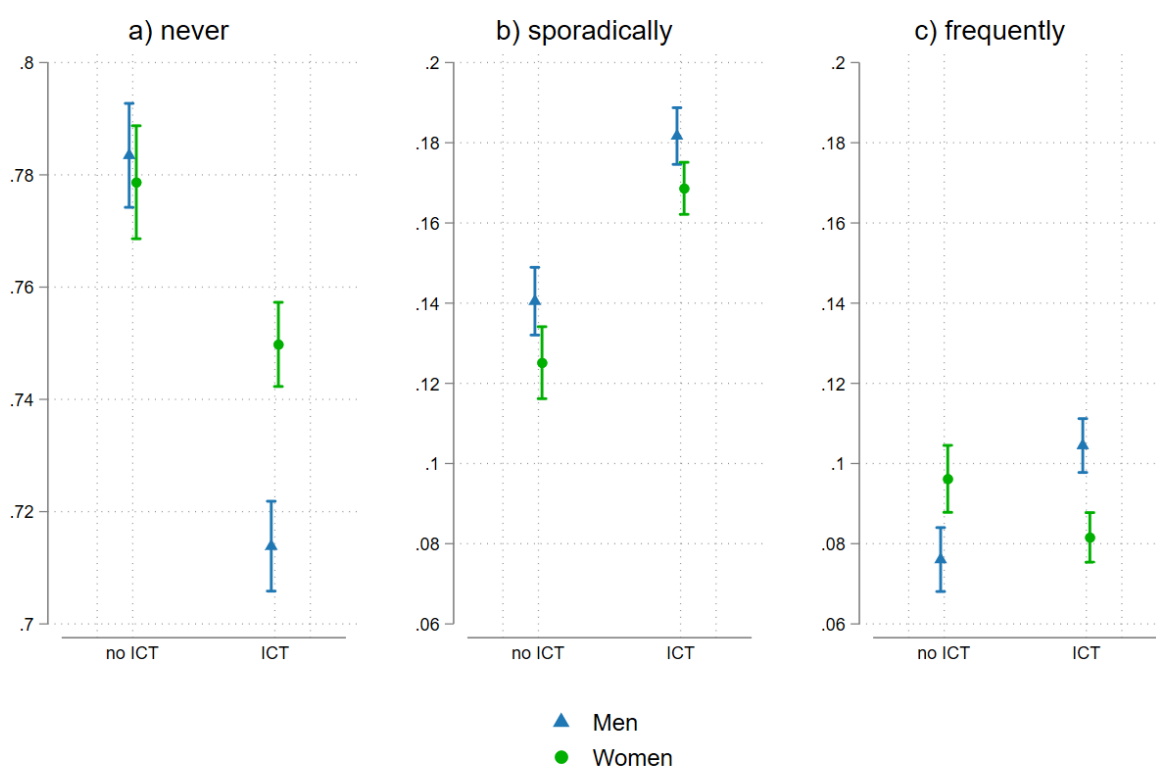 a) never
b) sporadically
c) frequently
.8
.78
.76
.74
.72
.7
no ICT
ICT
.2
.18
.16
.14
.12
.1
.08
.06
no ICT
ICT
.2
.18
.16
.14
.12
.1
.08
.06
no ICT
ICT
Men
Women